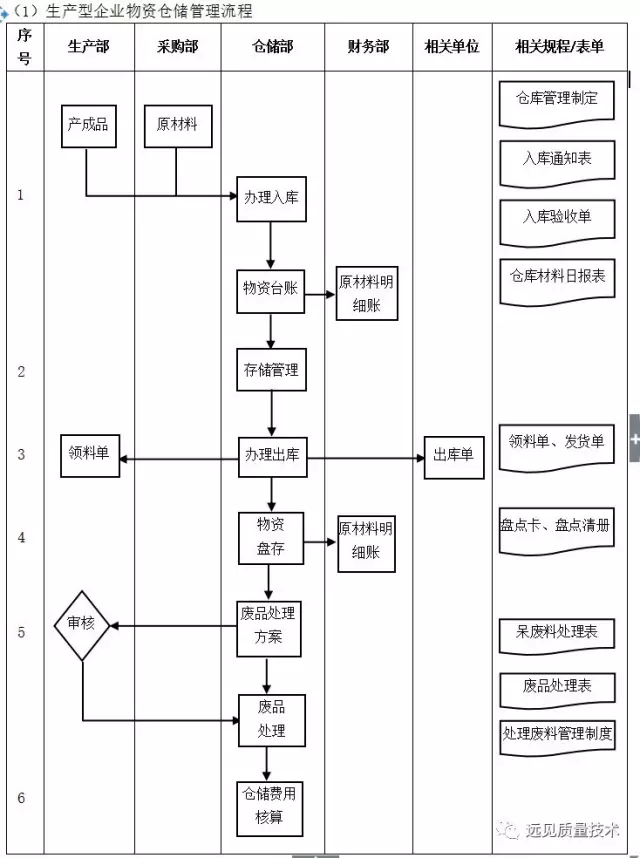 （1）生产型企业物资仓储管理流程
序号
生产部
采购部
仓储部
财务部
相关单位
相关规程/表单
产成品
原材料
仓库管理制定
入库通知表
1
办理入库
入库验收单
物资台账
原材料明
细账
仓库材料日报表
2
存储管理
3
领料单
办理出库
出库单
领料单、发货单
4
物资
盘存
原材料明
细账
盘点卡、盘点清册
5
审核
废品处理
方案
呆废料处理表
废品处理表
废品
处理
处理废料管理制度
6
仓储费用
核算
远见质量技术